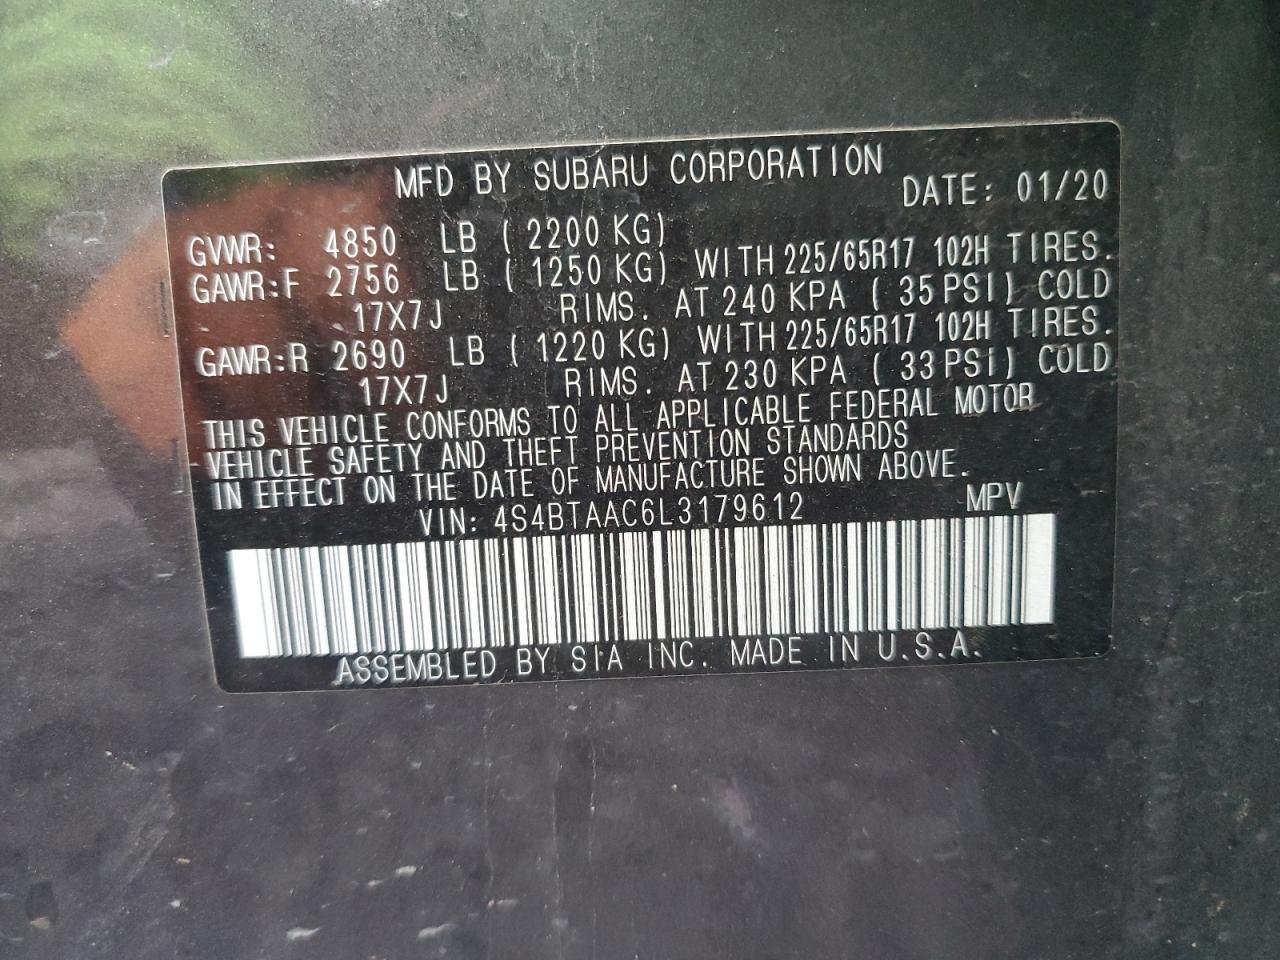 MFD BY SUBARU CORPORATION
DATE: 01/20
GVWR: 4850 LB ( 2200 KG)
GAWR:F 2756 LB ( 1250 KG) WITH 225/65R17 102H TIRES.
17X7J RIMS. AT 240 KPA ( 35 PSI) COLD
GAWR:R 2690 LB ( 1220 KG) WITH 225/65R17 102H TIRES.
17X7J RIMS. AT 230 KPA ( 33 PSI) COLD
THIS VEHICLE CONFORMS TO ALL APPLICABLE FEDERAL MOTOR
VEHICLE SAFETY AND THEFT PREVENTION STANDARDS
IN EFFECT ON THE DATE OF MANUFACTURE SHOWN ABOVE.
VIN: 4S4BTAAC6L3179612 MPV
ASSEMBLED BY SIA INC. MADE IN U.S.A.